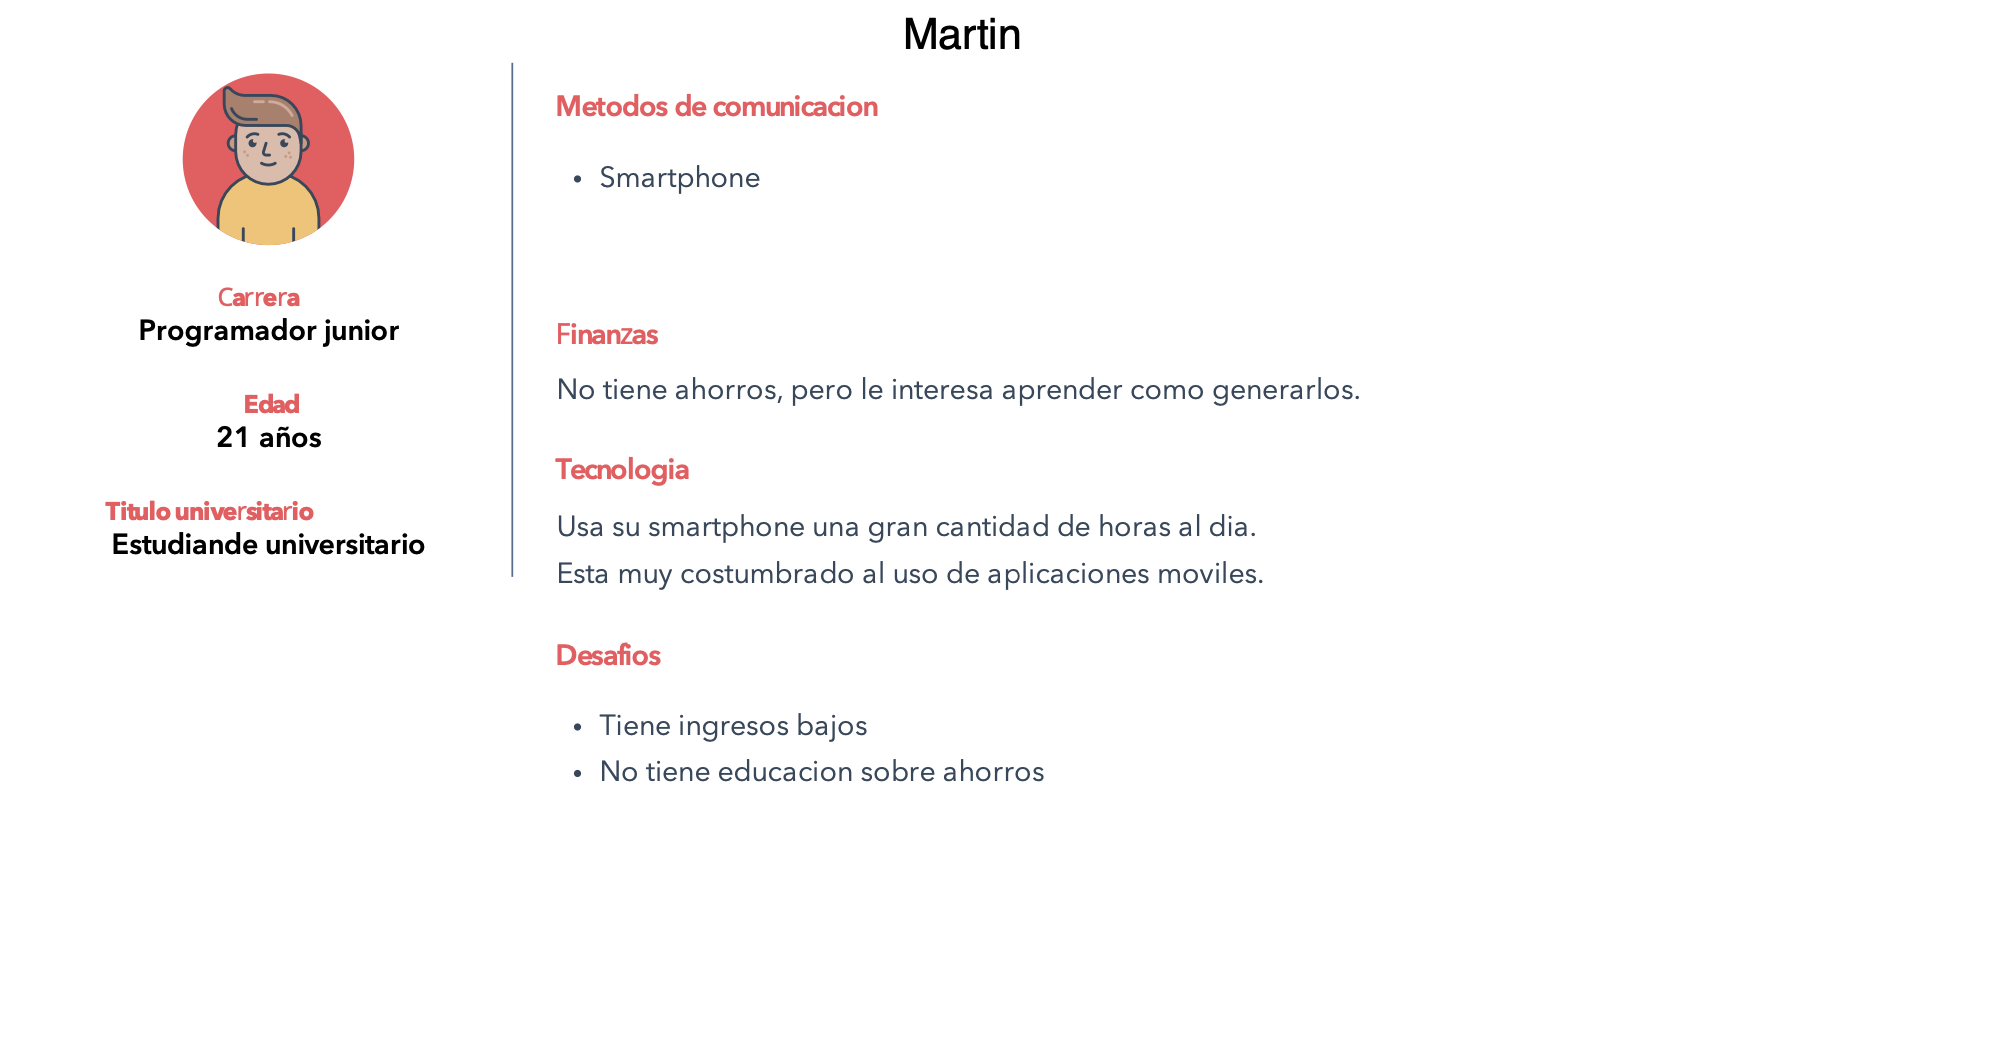 Martin
Carrera
Programador junior
Edad
21 años
Titulo universitario
Estudiande universitario
Metodos de comunicacion
• Smartphone
Finanzas
No tiene ahorros, pero le interesa aprender como generarlos.
Tecnologia
Usa su smartphone una gran cantidad de horas al dia.
Esta muy costumbrado al uso de aplicaciones moviles.
Desafios
• Tiene ingresos bajos
• No tiene educacion sobre ahorros